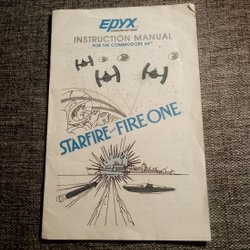 EPYX
INSTRUCTION MANUAL
FOR THE COMMODORE 64™
STARFIRE—FIRE ONE